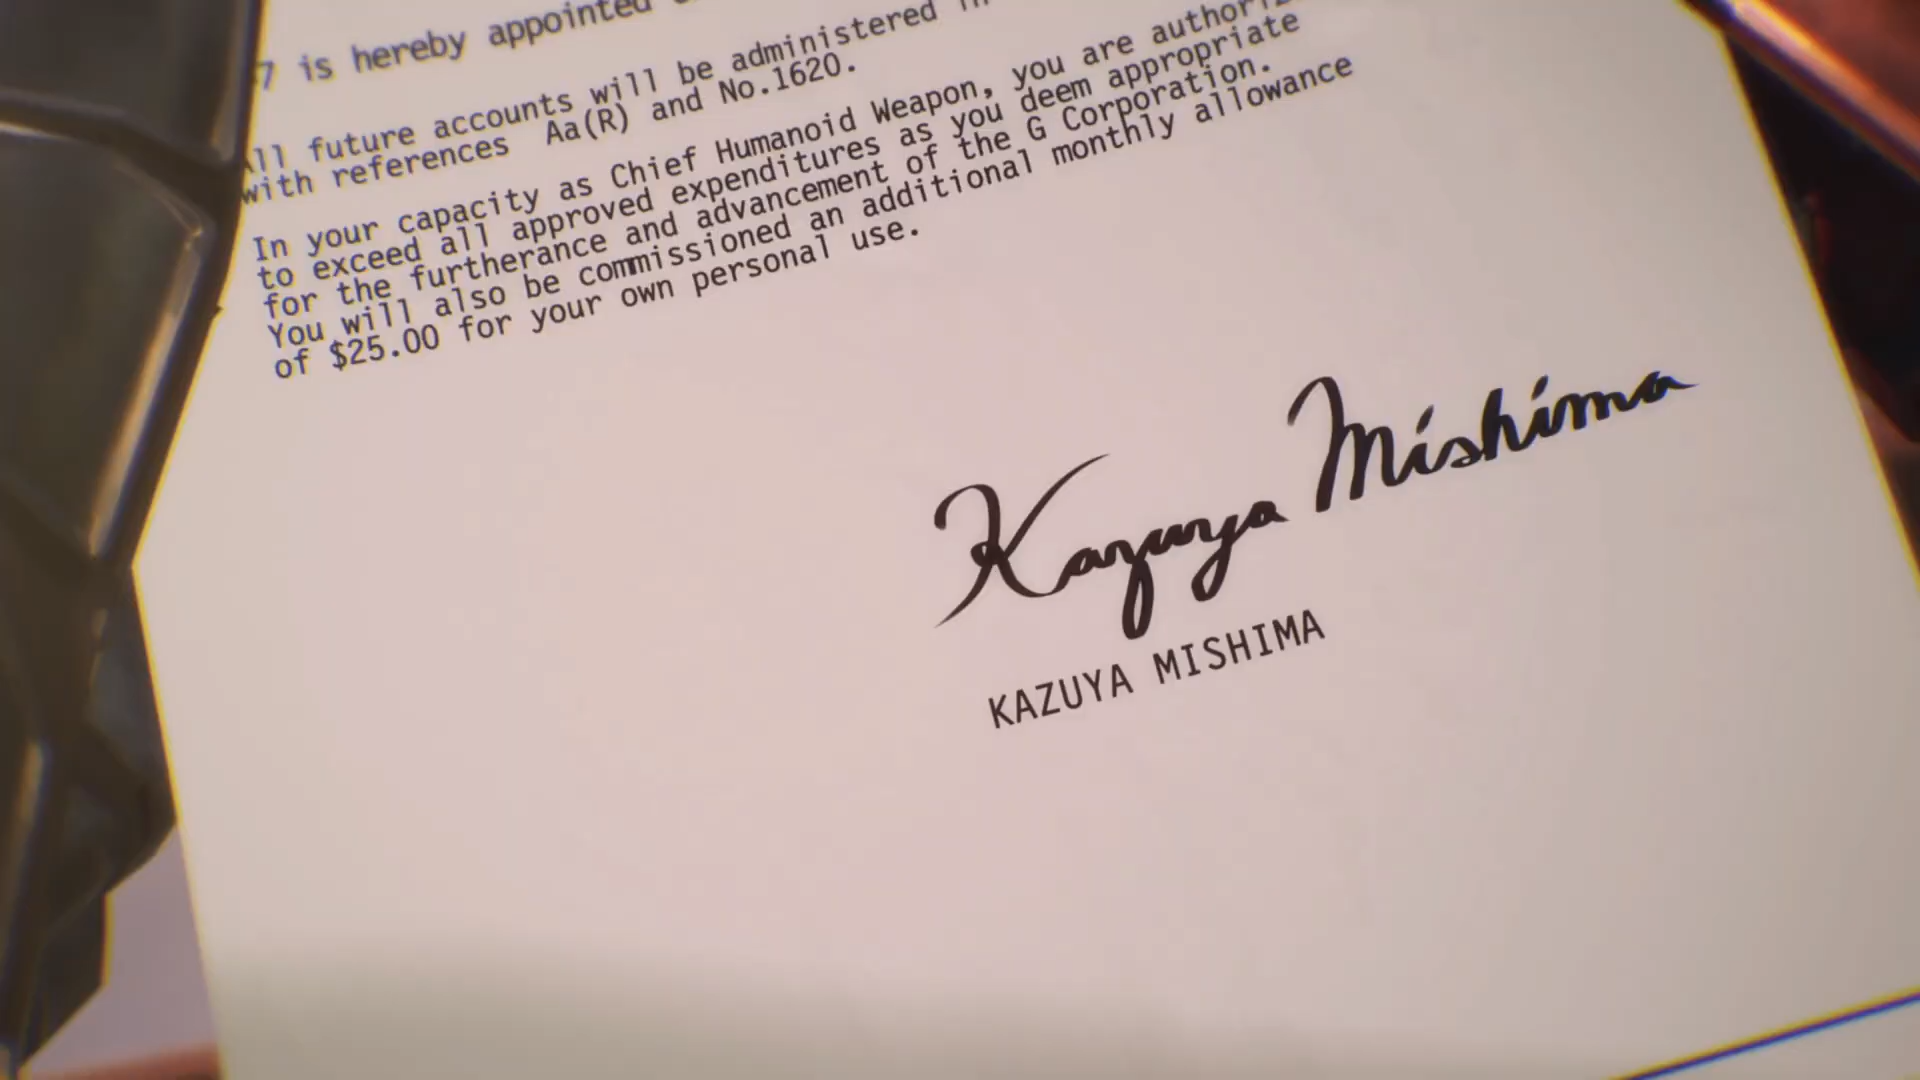 7 is hereby appointed
All future accounts will be administered in
with references Aa(R) and No.1620.
In your capacity as Chief Humanoid Weapon, you are
to exceed all approved expenditures as you deem appropriate
for the furtherance and advancement of the G Corporation.
You will also be commissioned an additional monthly allowance
of $25.00 for your own personal use.
Kazuya Mishima
KAZUYA MISHIMA